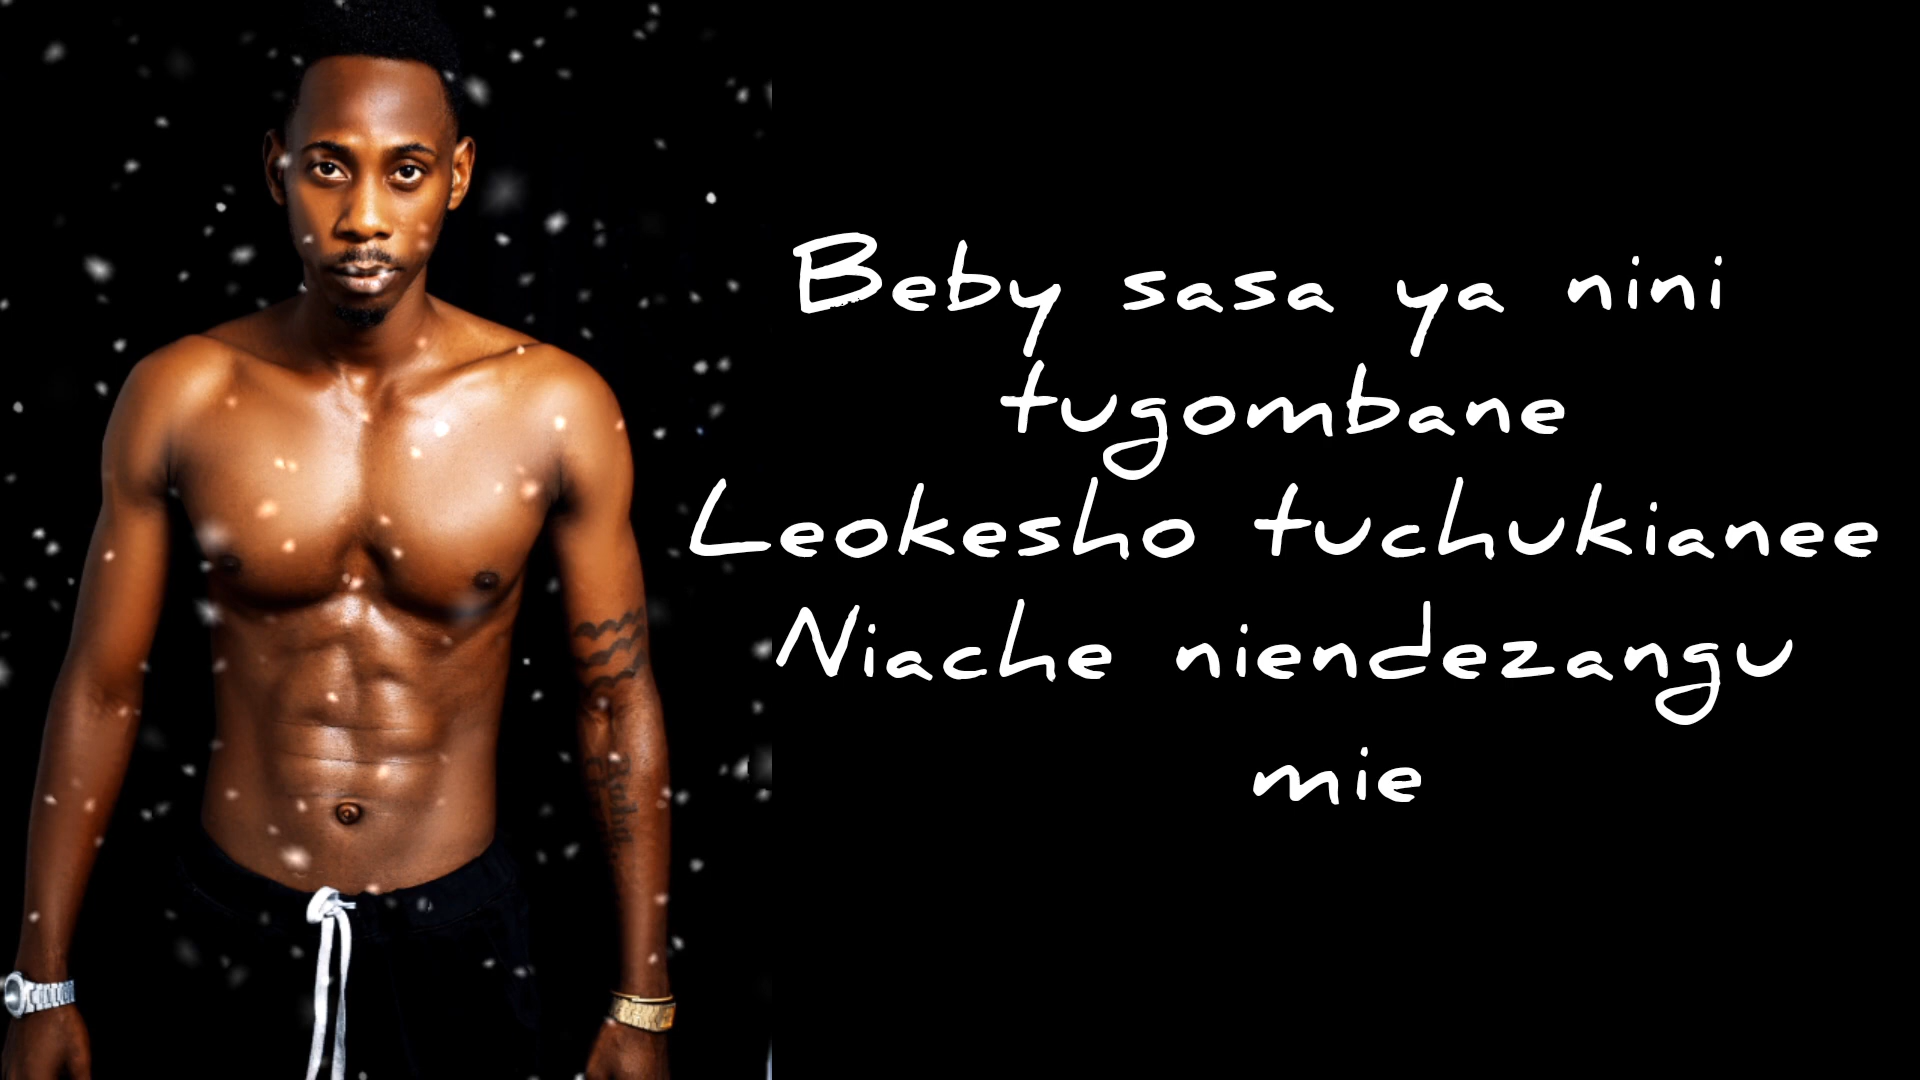 Beby sasa ya nini
tugombane
Leokesho tuchukianee
Niache niendezangu
mie